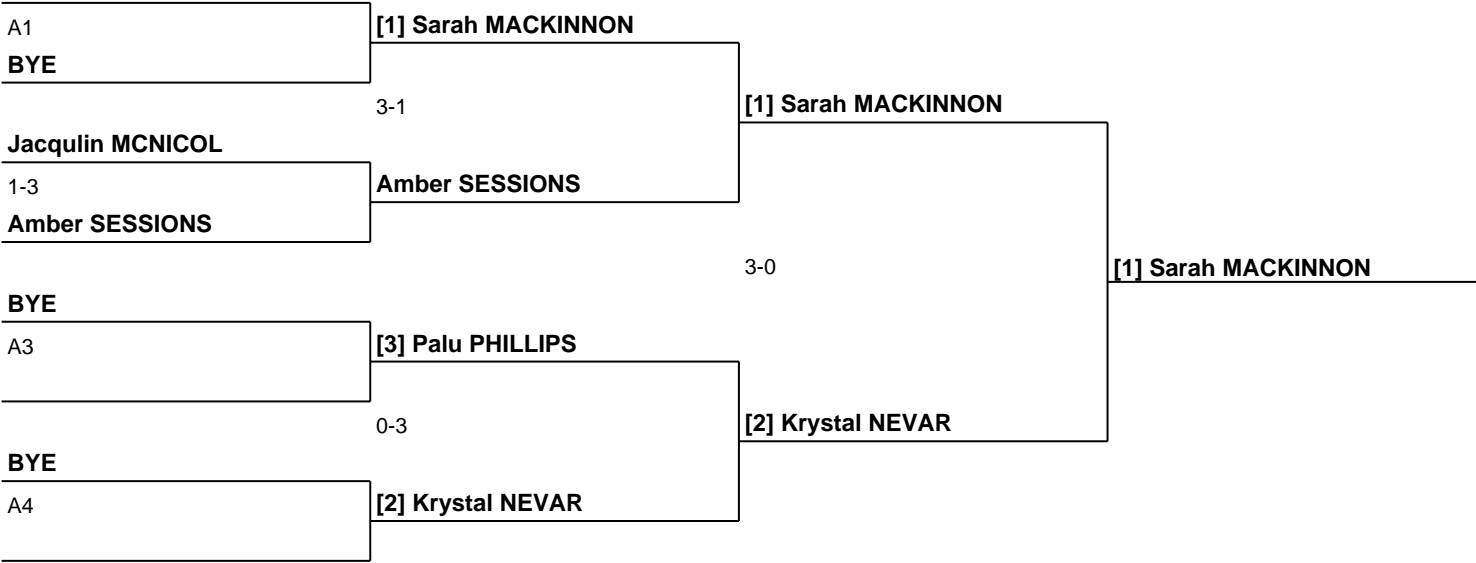 A1
[1] Sarah MACKINNON
BYE
3-1
[1] Sarah MACKINNON
Jacqulin MCNICOL
1-3
Amber SESSIONS
Amber SESSIONS
3-0
[1] Sarah MACKINNON
BYE
A3
[3] Palu PHILLIPS
0-3
[2] Krystal NEVAR
BYE
A4
[2] Krystal NEVAR